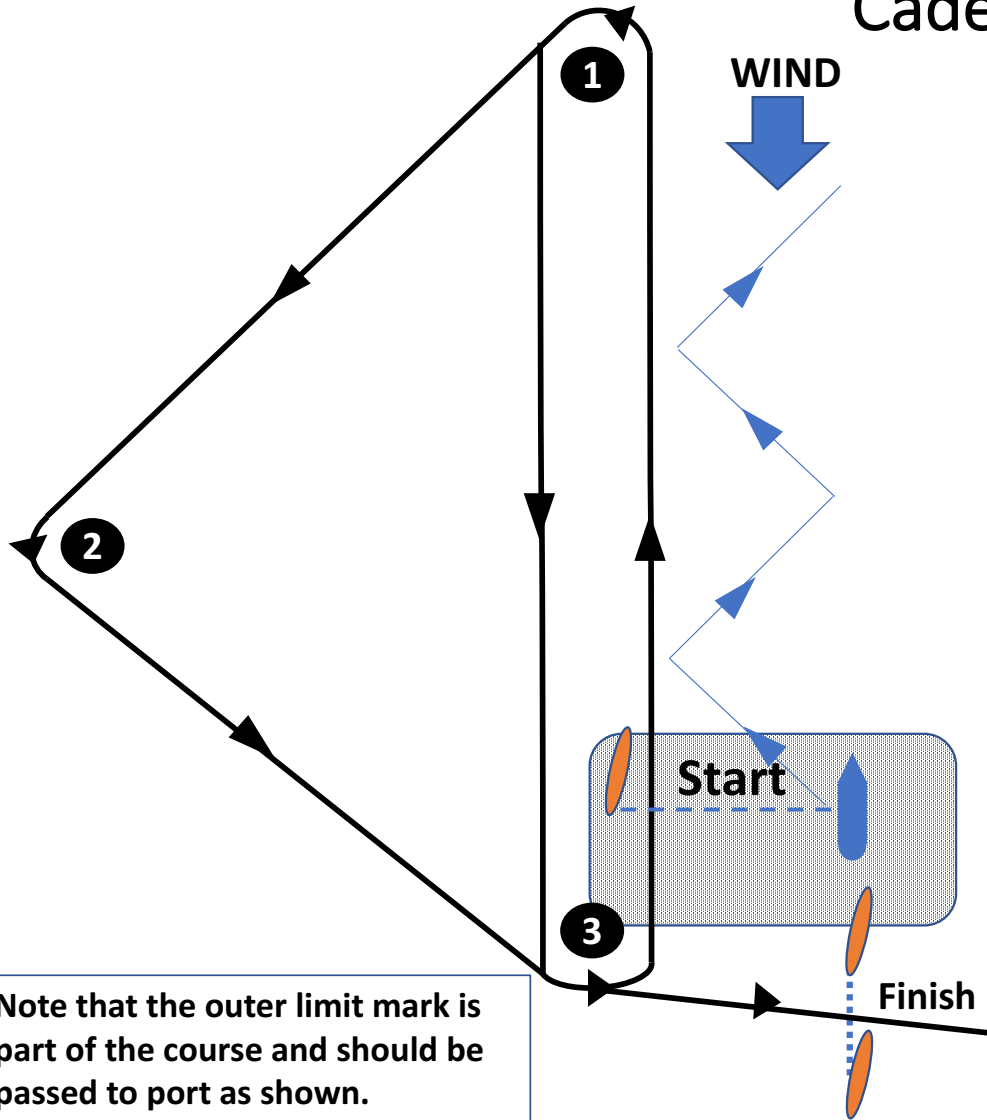 Cade
WIND
1
2
Start
3
Finish
Note that the outer limit mark is
part of the course and should be
passed to port as shown.